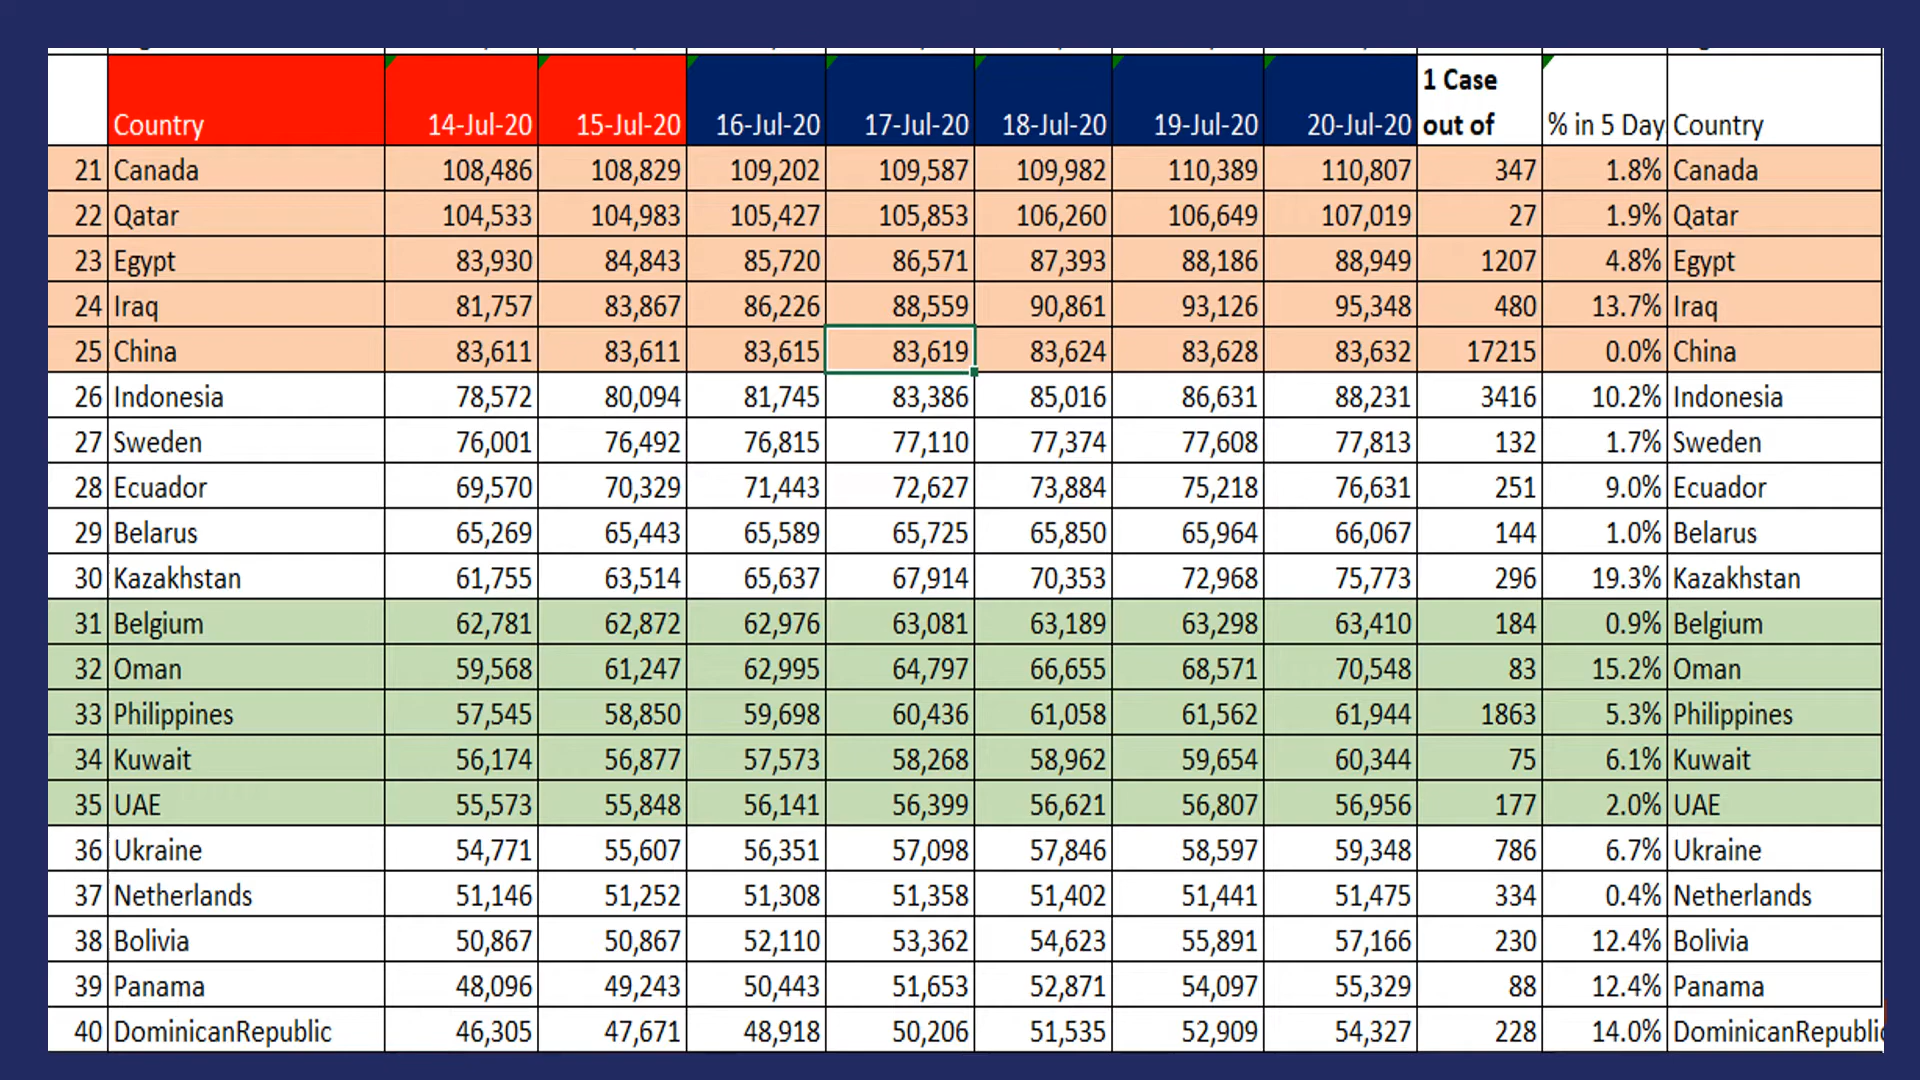 1 Case
Country 14-Jul-20 15-Jul-20 16-Jul-20 17-Jul-20 18-Jul-20 19-Jul-20 20-Jul-20 out of % in 5 Day Country
21 Canada 108,486 108,829 109,202 109,587 109,982 110,389 110,807 347 1.8% Canada
22 Qatar 104,533 104,983 105,427 105,853 106,260 106,649 107,019 27 1.9% Qatar
23 Egypt 83,930 84,843 85,720 86,571 87,393 88,186 88,949 1207 4.8% Egypt
24 Iraq 81,757 83,867 86,226 88,559 90,861 93,126 95,348 480 13.7% Iraq
25 China 83,611 83,611 83,615 83,619 83,624 83,628 83,632 17215 0.0% China
26 Indonesia 78,572 80,094 81,745 83,386 85,016 86,631 88,231 3416 10.2% Indonesia
27 Sweden 76,001 76,492 76,815 77,110 77,374 77,608 77,813 132 1.7% Sweden
28 Ecuador 69,570 70,329 71,443 72,627 73,884 75,218 76,631 251 9.0% Ecuador
29 Belarus 65,269 65,443 65,589 65,725 65,850 65,964 66,067 144 1.0% Belarus
30 Kazakhstan 61,755 63,514 65,637 67,914 70,353 72,968 75,773 296 19.3% Kazakhstan
31 Belgium 62,781 62,872 62,976 63,081 63,189 63,298 63,410 184 0.9% Belgium
32 Oman 59,568 61,247 62,995 64,797 66,655 68,571 70,548 83 15.2% Oman
33 Philippines 57,545 58,850 59,698 60,436 61,058 61,562 61,944 1863 5.3% Philippines
34 Kuwait 56,174 56,877 57,573 58,268 58,962 59,654 60,344 75 6.1% Kuwait
35 UAE 55,573 55,848 56,141 56,399 56,621 56,807 56,956 177 2.0% UAE
36 Ukraine 54,771 55,607 56,351 57,098 57,846 58,597 59,348 786 6.7% Ukraine
37 Netherlands 51,146 51,252 51,308 51,358 51,402 51,441 51,475 334 0.4% Netherlands
38 Bolivia 50,867 50,867 52,110 53,362 54,623 55,891 57,166 230 12.4% Bolivia
39 Panama 48,096 49,243 50,443 51,653 52,871 54,097 55,329 88 12.4% Panama
40 DominicanRepublic 46,305 47,671 48,918 50,206 51,535 52,909 54,327 228 14.0% DominicanRepublic